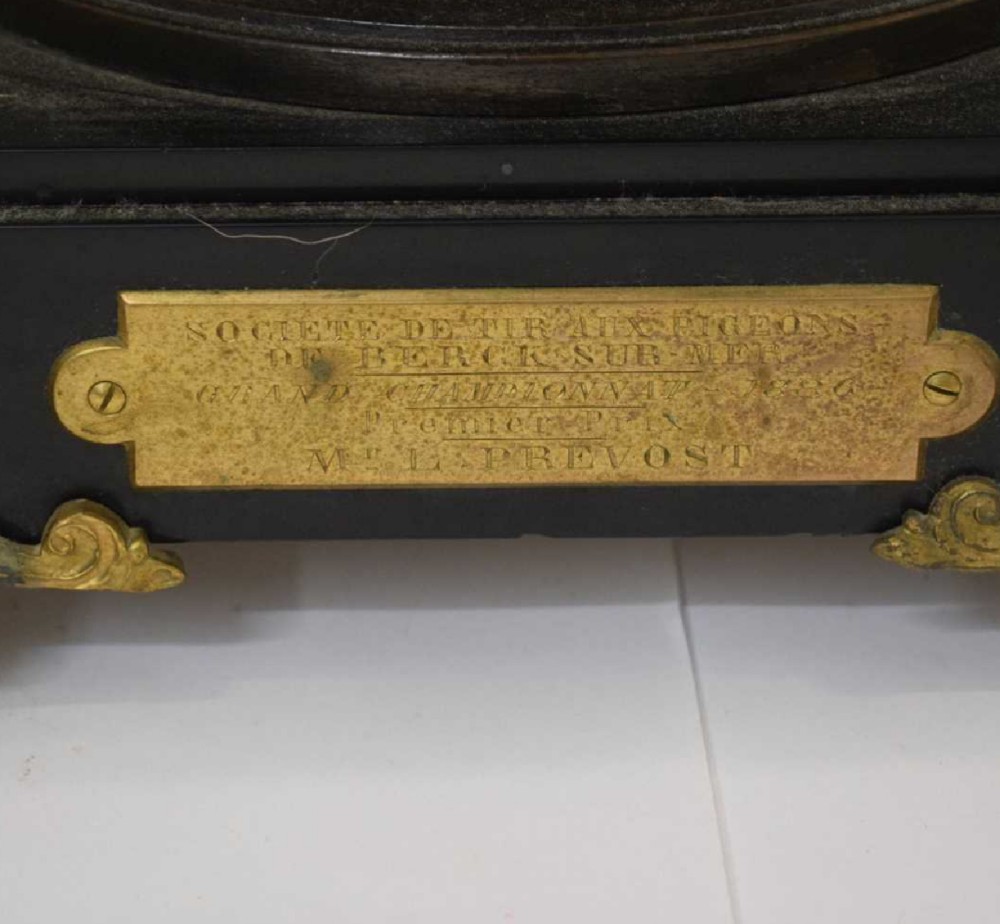 SOCIETE DE TIR AUX PIGEONS
DE BERCK SUR MER
GRAND CHAMPIONNAT
Premier Prix
Mr L. PREVOST